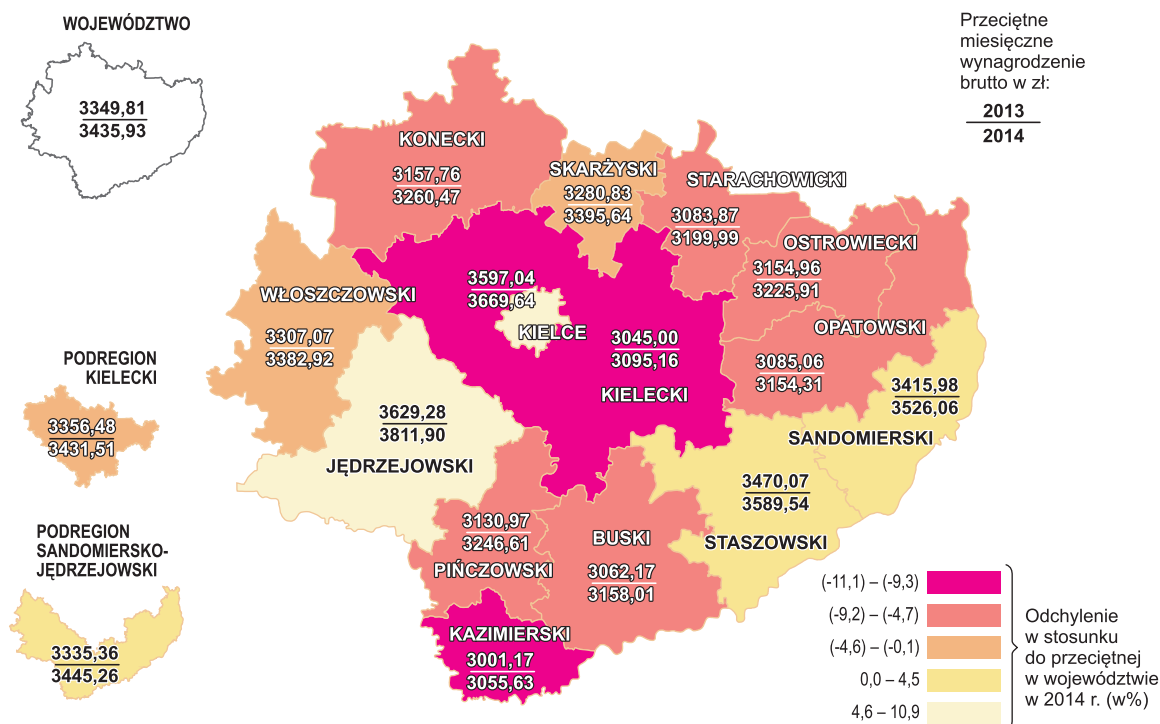 WOJEWÓDZTWO
3349,81
3435,93
Przeciętne
miesięczne
wynagrodzenie
brutto w zł:
2013
2014
KONECKI
3157,76
3260,47
SKARŻYSKI
3280,83
3395,64
STARACHOWICKI
3083,87
3199,99
OSTROWIECKI
3154,96
3225,91
WŁOSZCZOWSKI
3307,07
3382,92
3597,04
3669,64
KIELCE
3045,00
3095,16
KIELECKI
OPATOWSKI
3085,06
3154,31
3415,98
3526,06
SANDOMIERSKI
PODREGION
KIELECKI
3356,48
3431,51
3629,28
3811,90
JĘDRZEJOWSKI
3470,07
3589,54
STASZOWSKI
PODREGION
SANDOMIERSKO-
JĘDRZEJOWSKI
3335,36
3445,26
3130,97
3246,61
PIŃCZOWSKI
BUSKI
3062,17
3158,01
KAZIMIERSKI
3001,17
3055,63
(-11,1) – (-9,3)
(-9,2) – (-4,7)
(-4,6) – (-0,1)
0,0 – 4,5
4,6 – 10,9
Odchylenie
w stosunku
do przeciętnej
w województwie
w 2014 r. (w%)